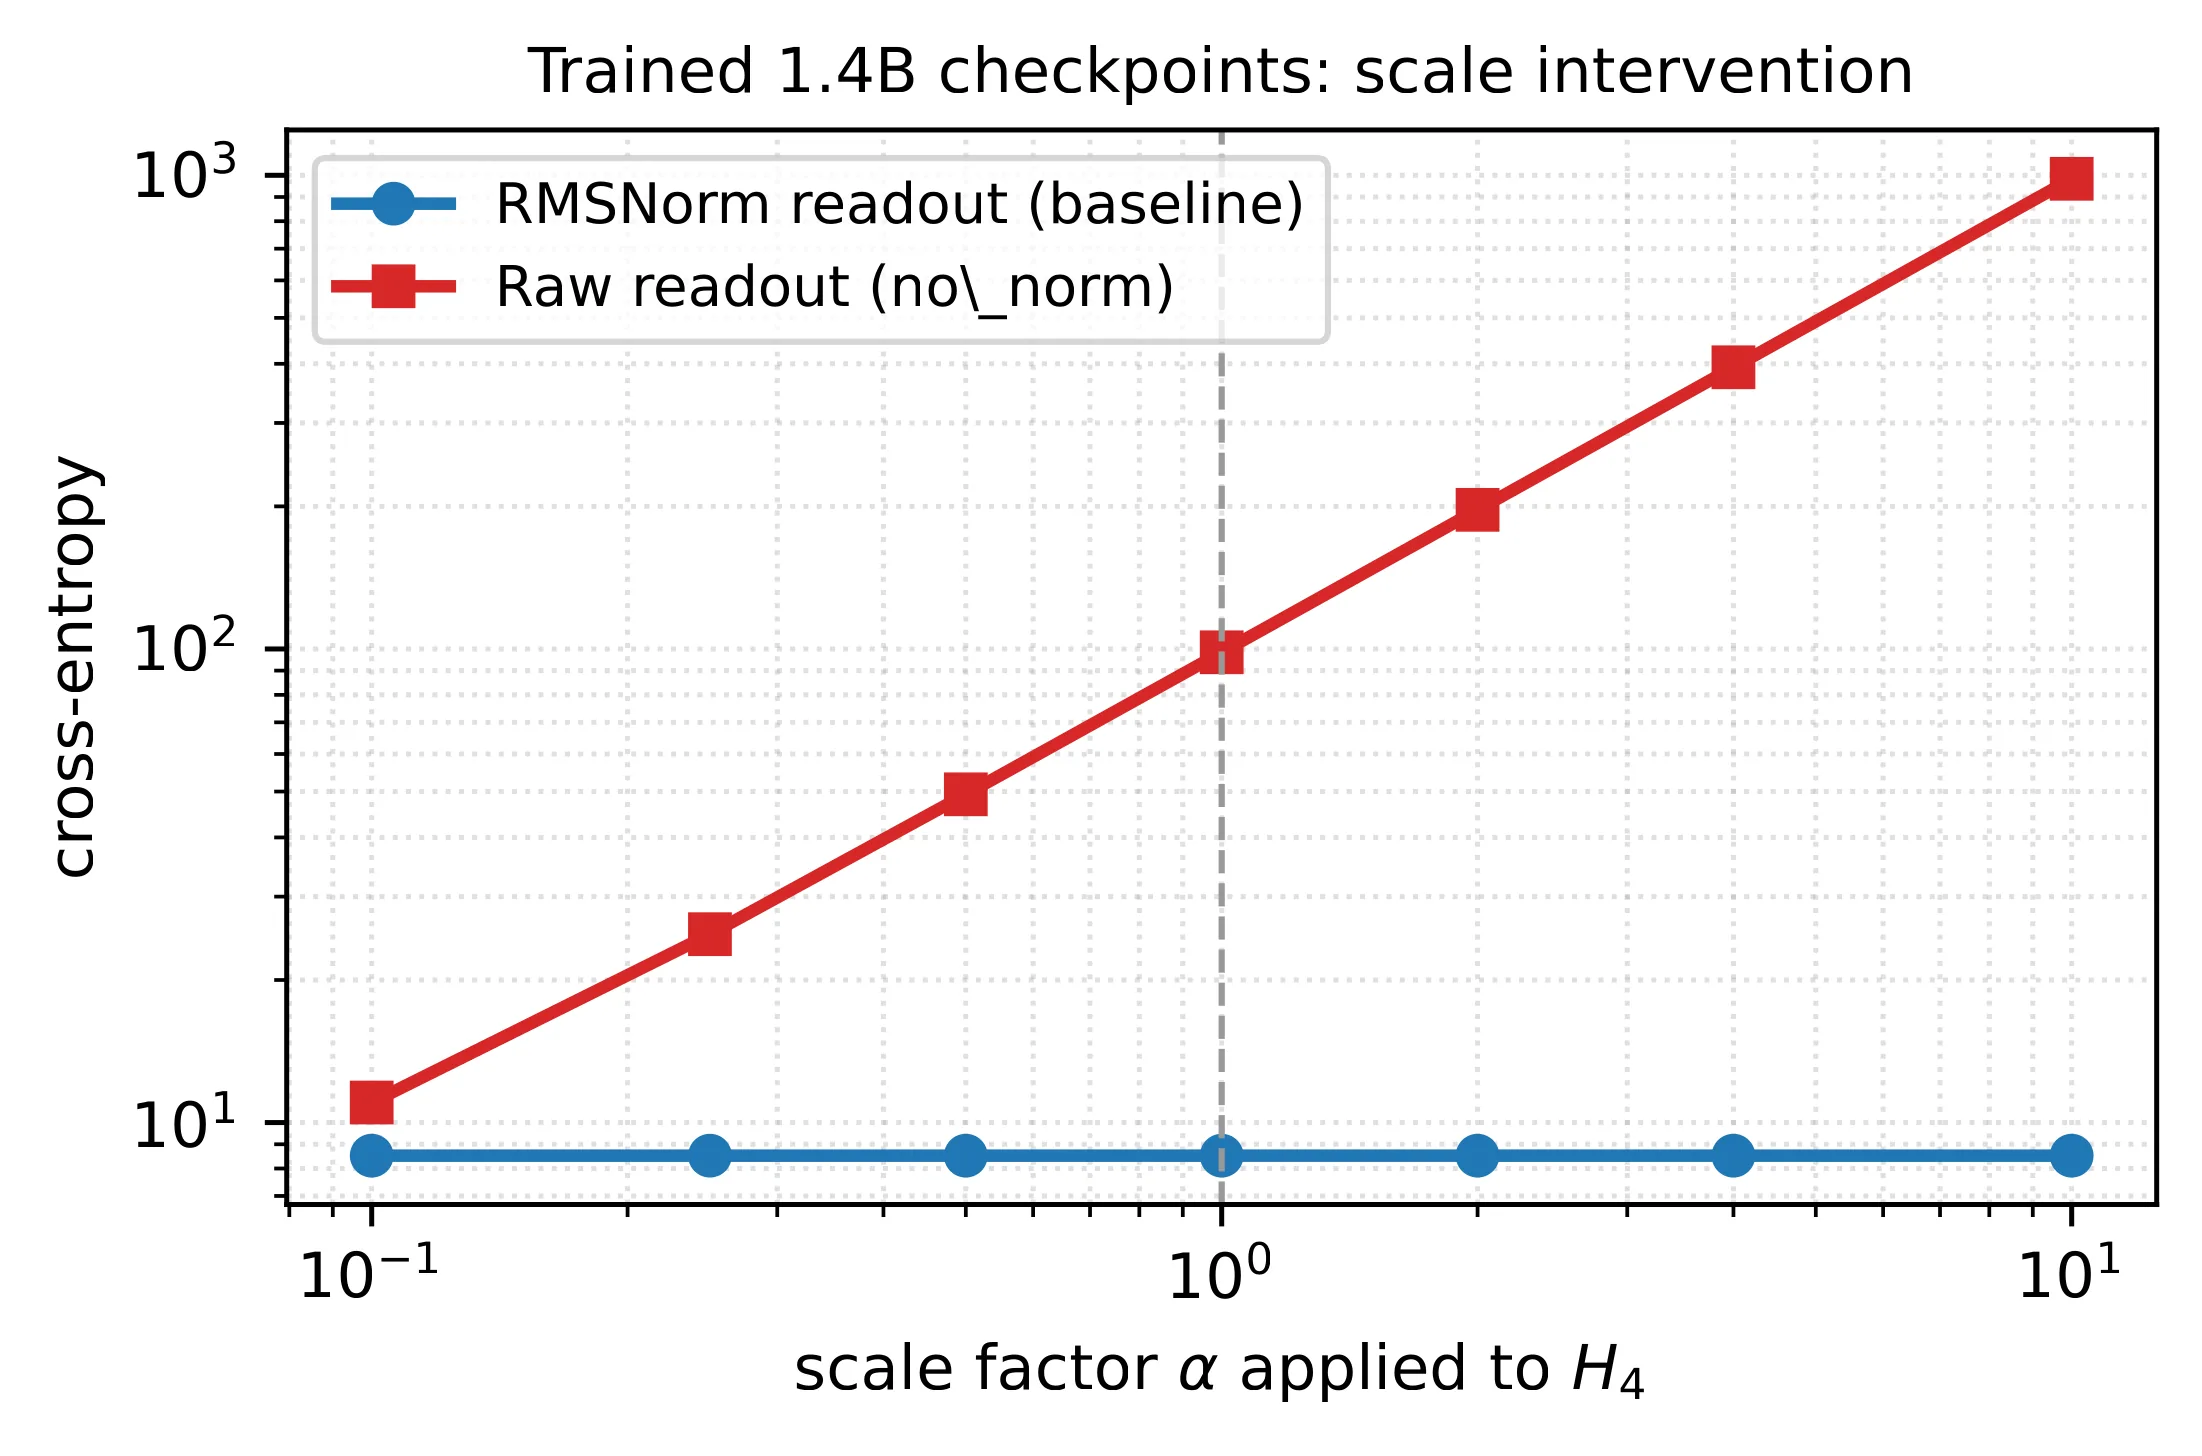 Trained 1.4B checkpoints: scale intervention
RMSNorm readout (baseline)
Raw readout (no\_norm)
cross-entropy
10³
10²
10¹
10⁻¹
10⁰
10¹
scale factor α applied to H₄